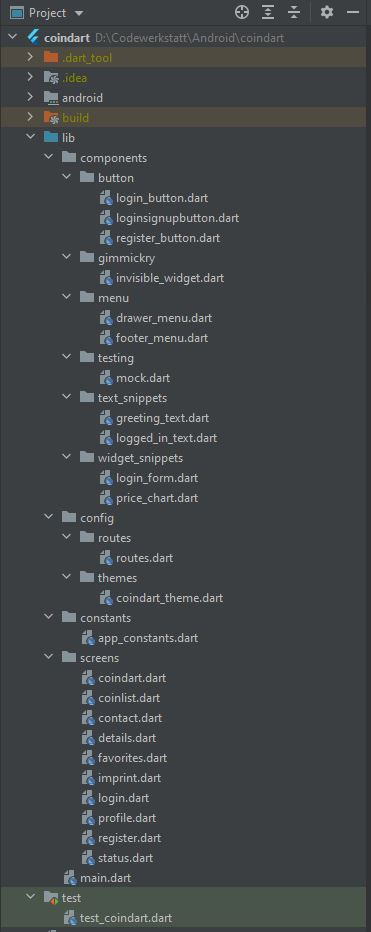 Project
coindart D:\Codewerkstatt\Android\coindart
.dart_tool
.idea
android
build
lib
components
button
login_button.dart
loginsignupbutton.dart
register_button.dart
gimmickry
invisible_widget.dart
menu
drawer_menu.dart
footer_menu.dart
testing
mock.dart
text_snippets
greeting_text.dart
logged_in_text.dart
widget_snippets
login_form.dart
price_chart.dart
config
routes
routes.dart
themes
coindart_theme.dart
constants
app_constants.dart
screens
coindart.dart
coinlist.dart
contact.dart
details.dart
favorites.dart
imprint.dart
login.dart
profile.dart
register.dart
status.dart
main.dart
test
test_coindart.dart